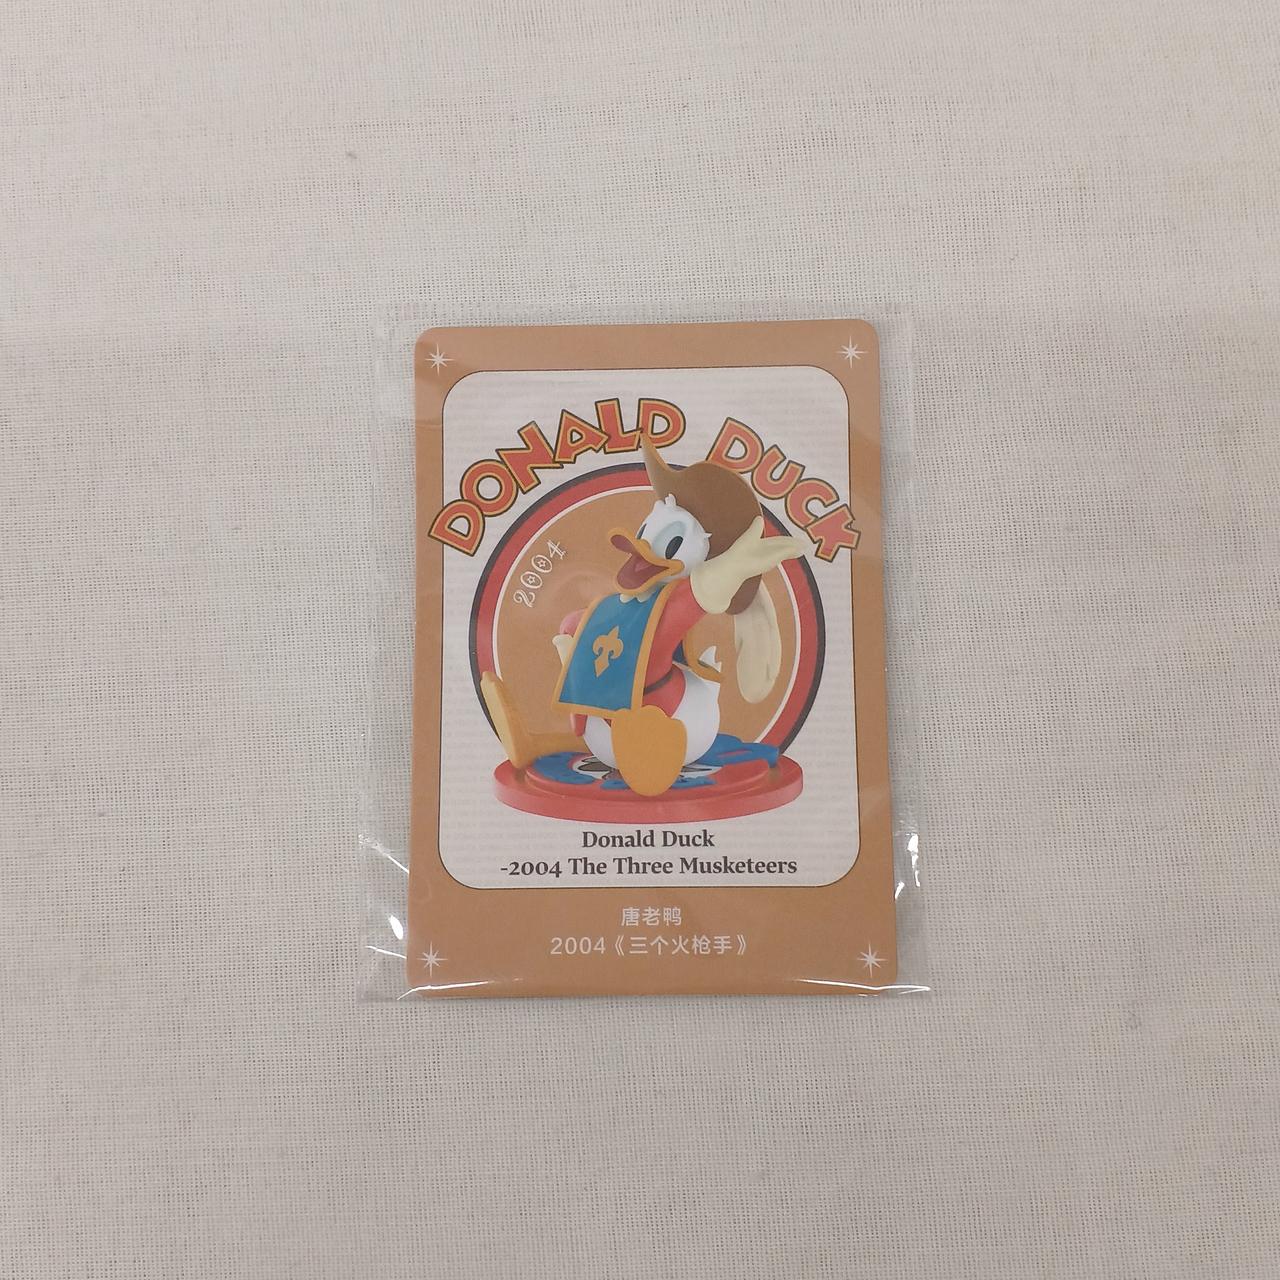 DONALD DUCK
2004
Donald Duck
-2004 The Three Musketeers
唐老鸭
2004《三个火枪手》